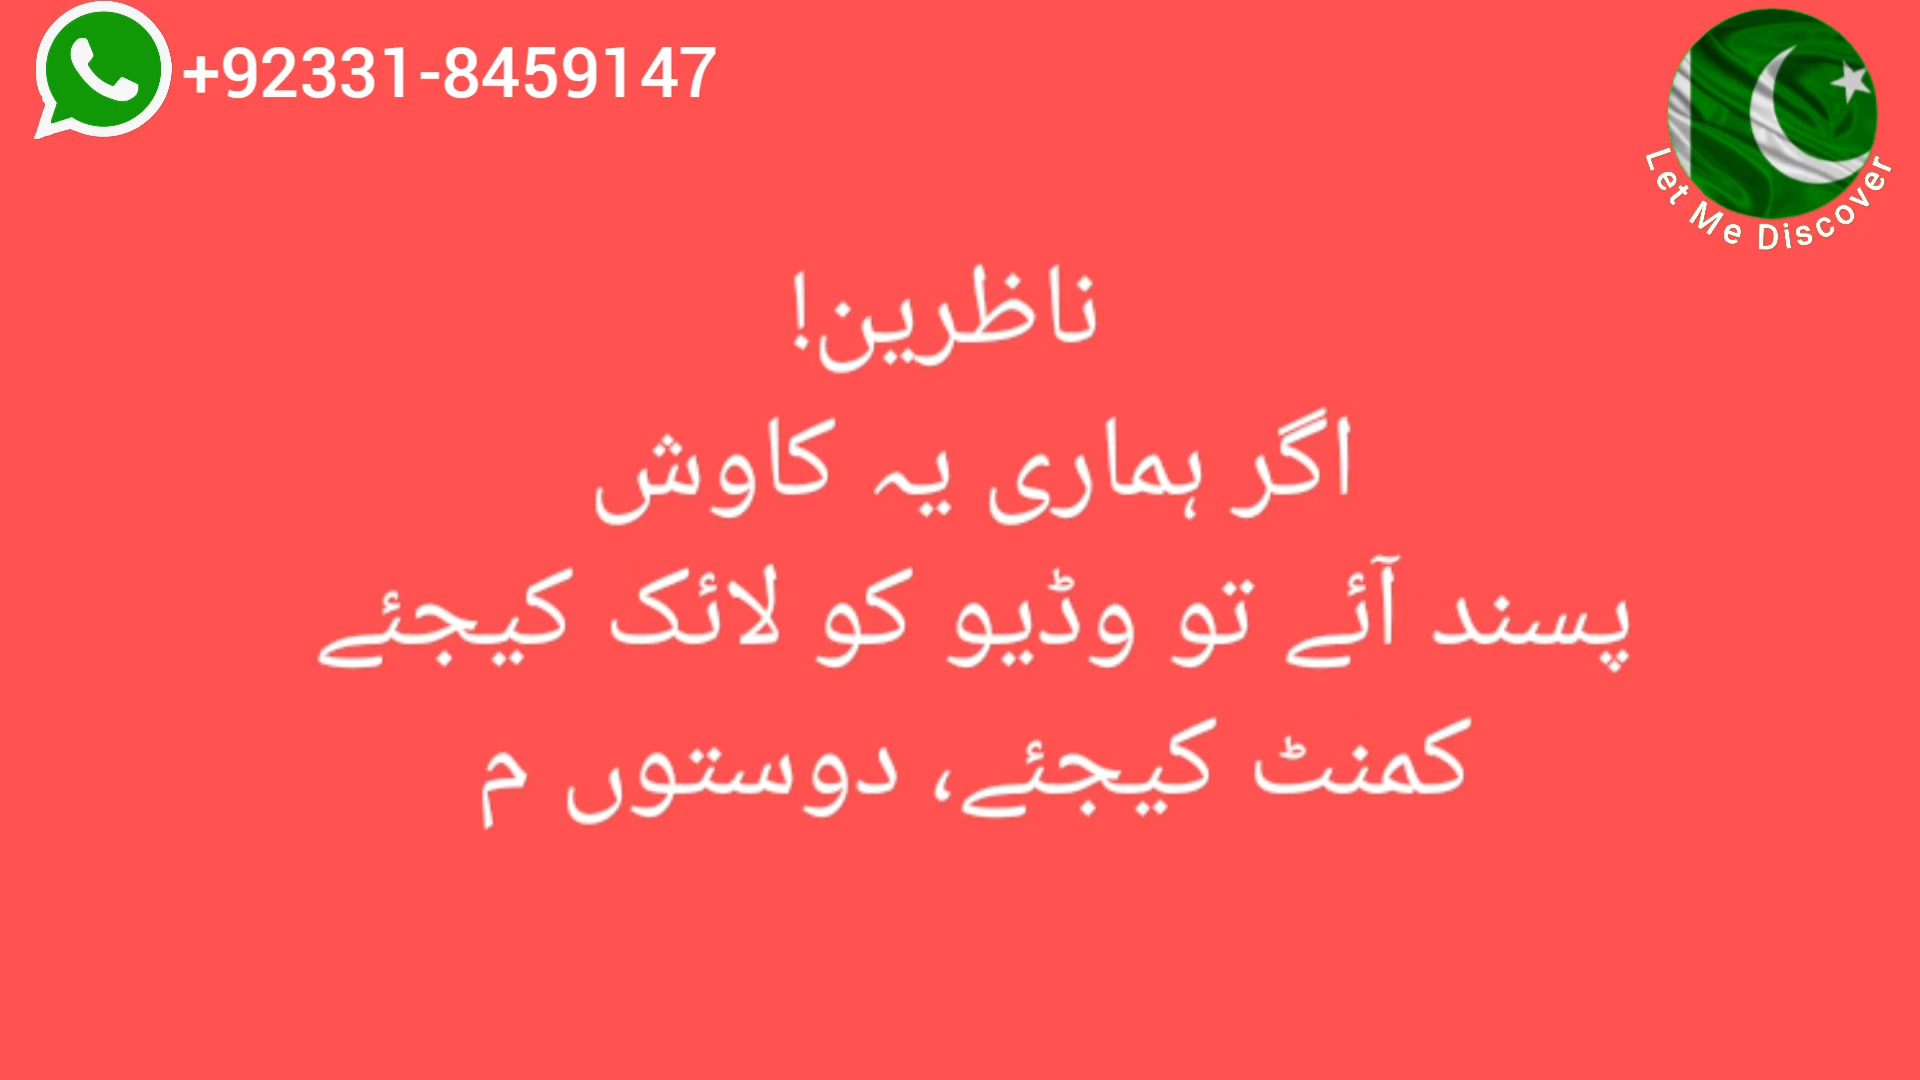 +92331-8459147
Let Me Discover
ناظرین!
اگر ہماری یہ کاوش
پسند آئے تو وڈیو کو لائک کیجئے
کمنٹ کیجئے، دوستوں م